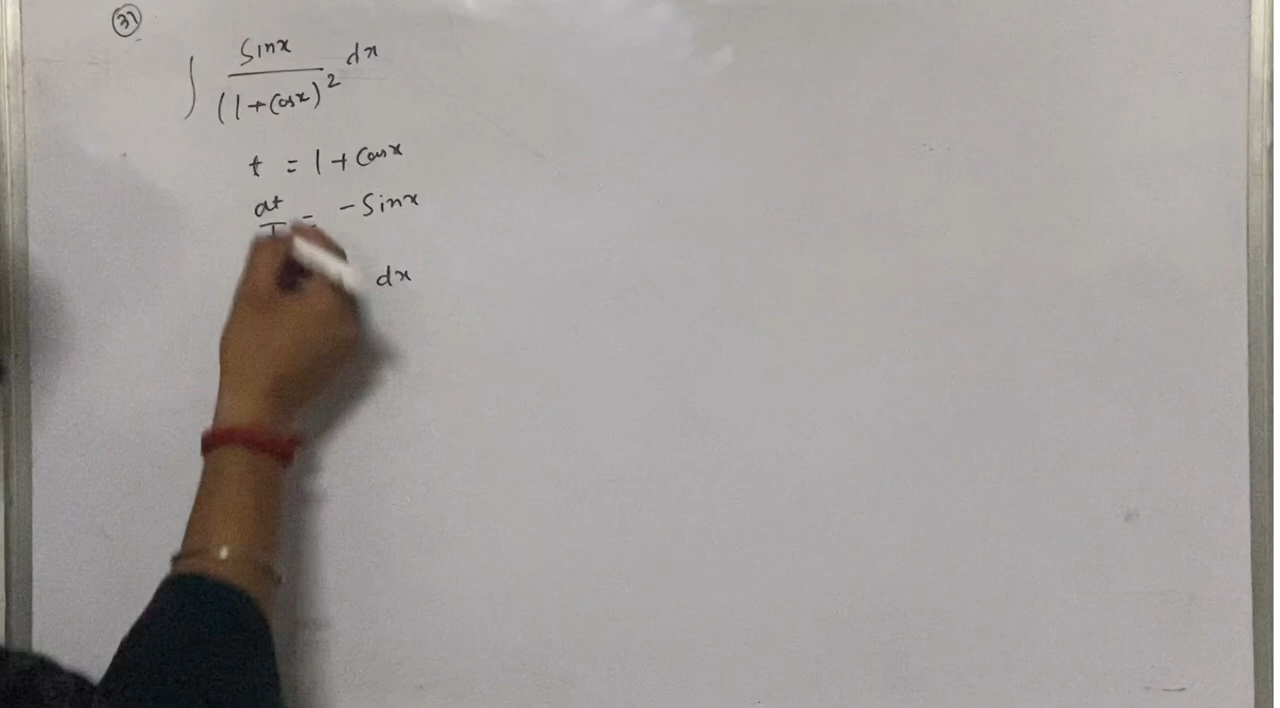 (37)
∫ Sinx / (1+Cosx)² dx
t = 1+Cosx
dt = -Sinx
dx